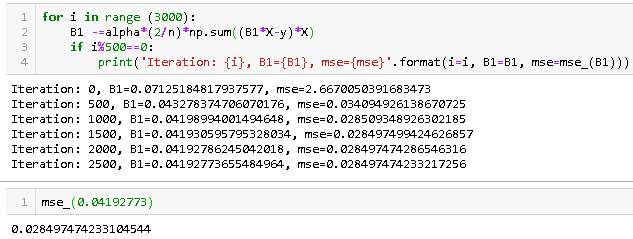 1 for i in range (3000):
2 B1 -=alpha*(2/n)*np.sum((B1*X-y)*X)
3 if i%500==0:
4 print('Iteration: {i}, B1={B1}, mse={mse}'.format(i=i, B1=B1, mse=mse_(B1)))
Iteration: 0, B1=0.07125184817937577, mse=2.6670050391683473
Iteration: 500, B1=0.043278374706070176, mse=0.034094926138670725
Iteration: 1000, B1=0.04198994001494648, mse=0.028509348926302185
Iteration: 1500, B1=0.041930595795328034, mse=0.028497499424626857
Iteration: 2000, B1=0.04192786245042018, mse=0.028497474286546316
Iteration: 2500, B1=0.04192773655484964, mse=0.028497474233217256
1 mse_(0.04192773)
0.028497474233104544